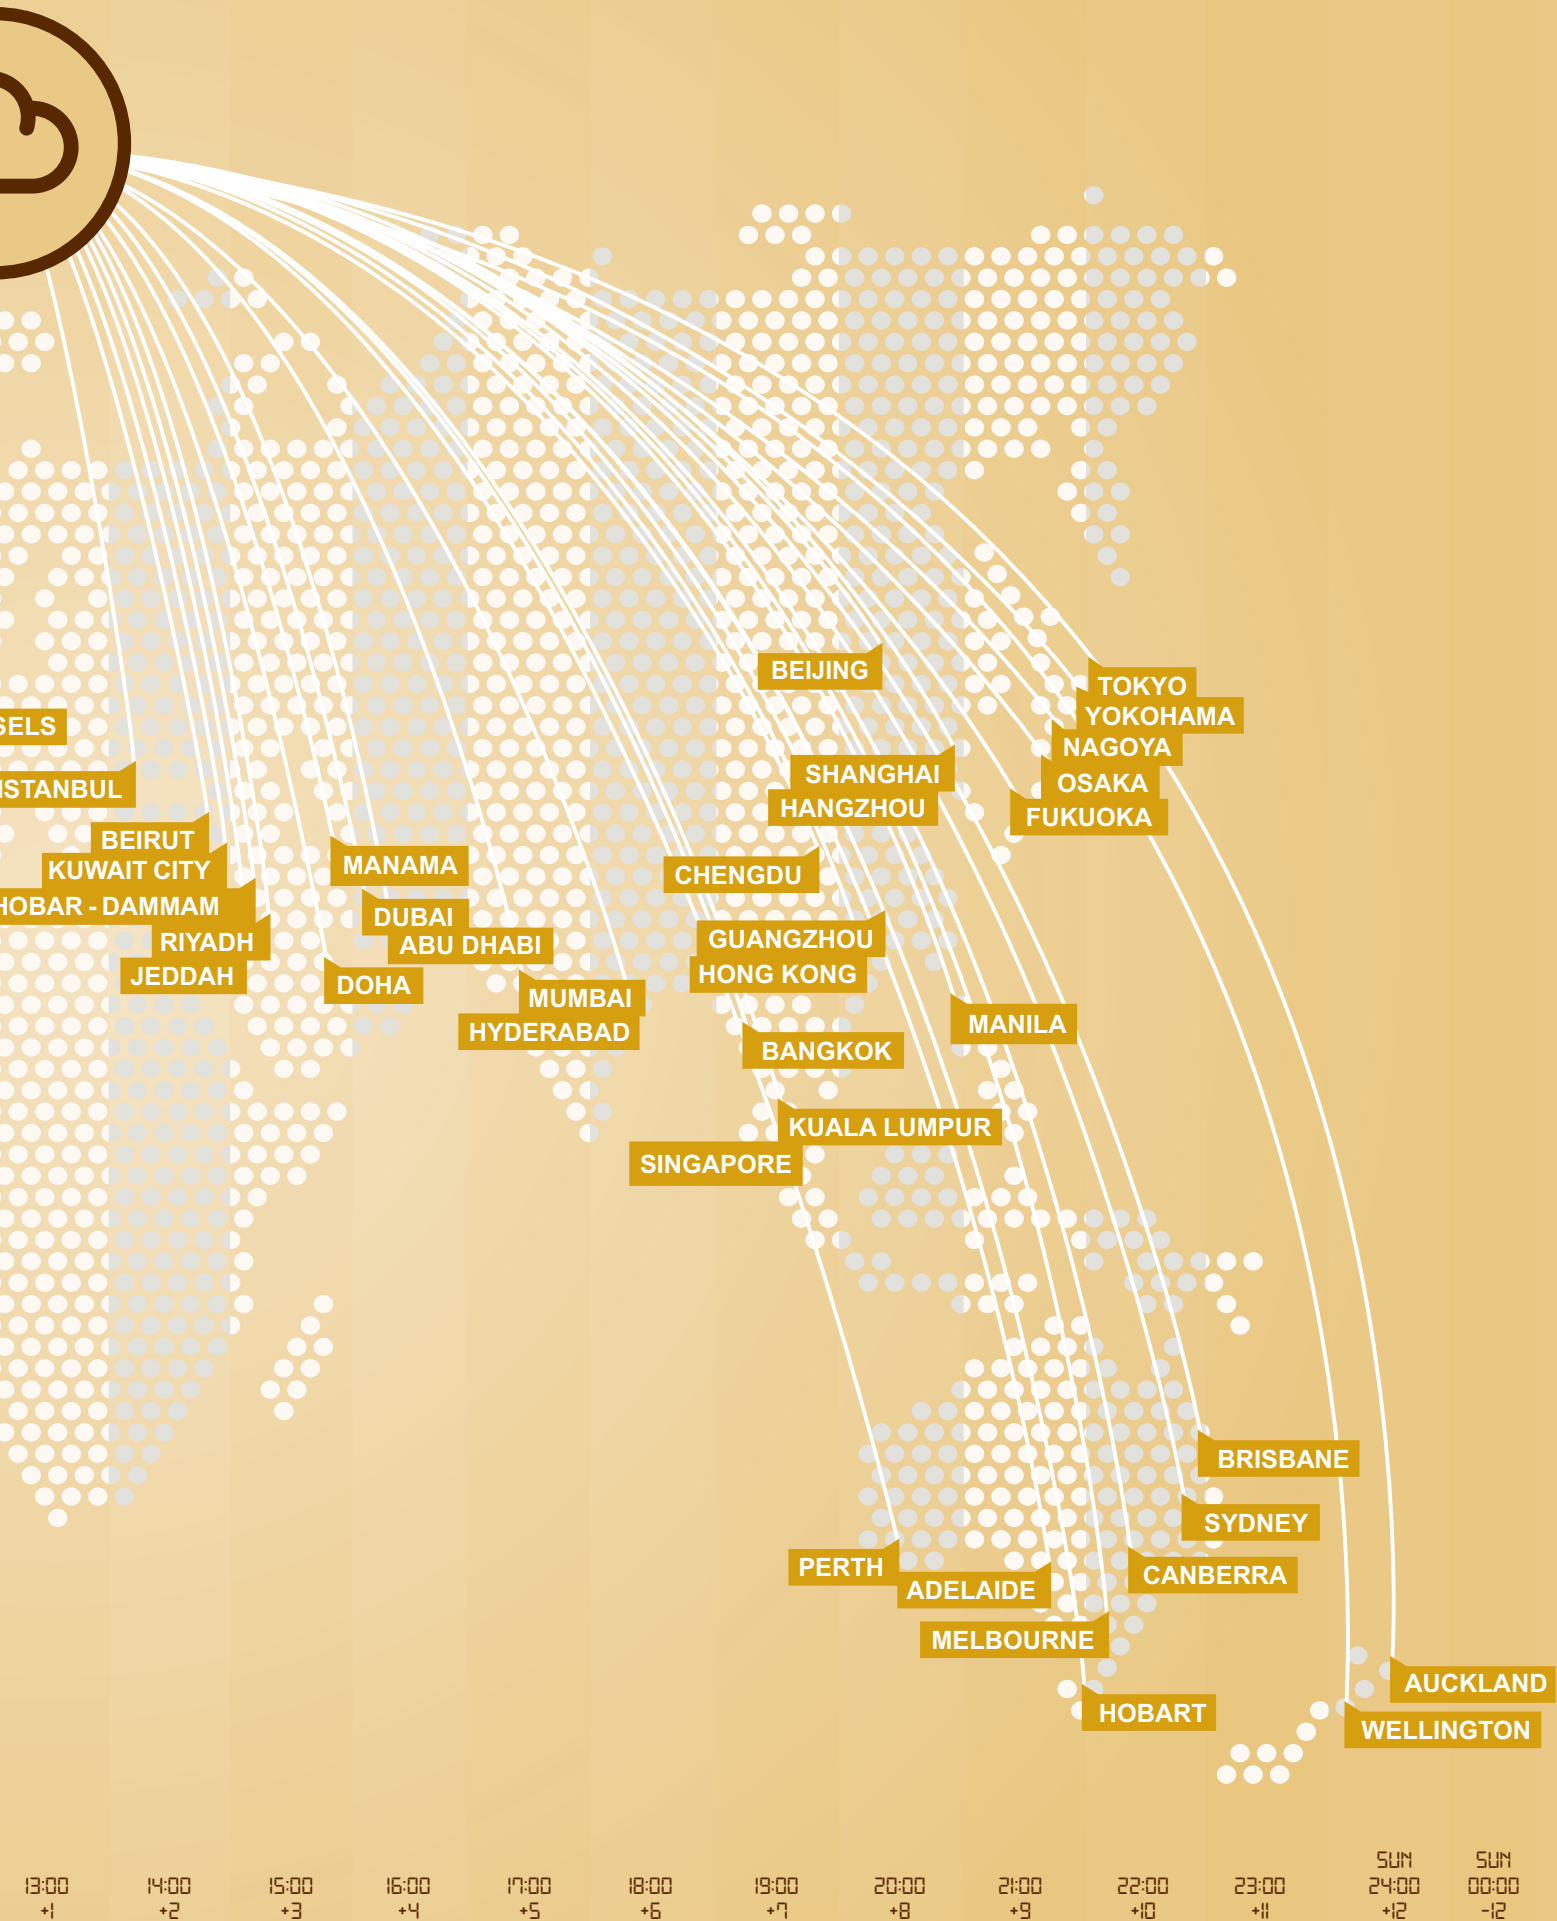 BEIJING
TOKYO
YOKOHAMA
NAGOYA
OSAKA
FUKUOKA
SELS
ISTANBUL
SHANGHAI
HANGZHOU
BEIRUT
KUWAIT CITY
HOBAR - DAMMAM
RIYADH
JEDDAH
MANAMA
DUBAI
ABU DHABI
DOHA
CHENGDU
GUANGZHOU
HONG KONG
MUMBAI
HYDERABAD
MANILA
BANGKOK
KUALA LUMPUR
SINGAPORE
BRISBANE
SYDNEY
CANBERRA
PERTH
ADELAIDE
MELBOURNE
HOBART
AUCKLAND
WELLINGTON
SUN SUN
13:00 14:00 15:00 16:00 17:00 18:00 19:00 20:00 21:00 22:00 23:00 24:00 00:00
+1 +2 +3 +4 +5 +6 +7 +8 +9 +10 +11 +12 -12